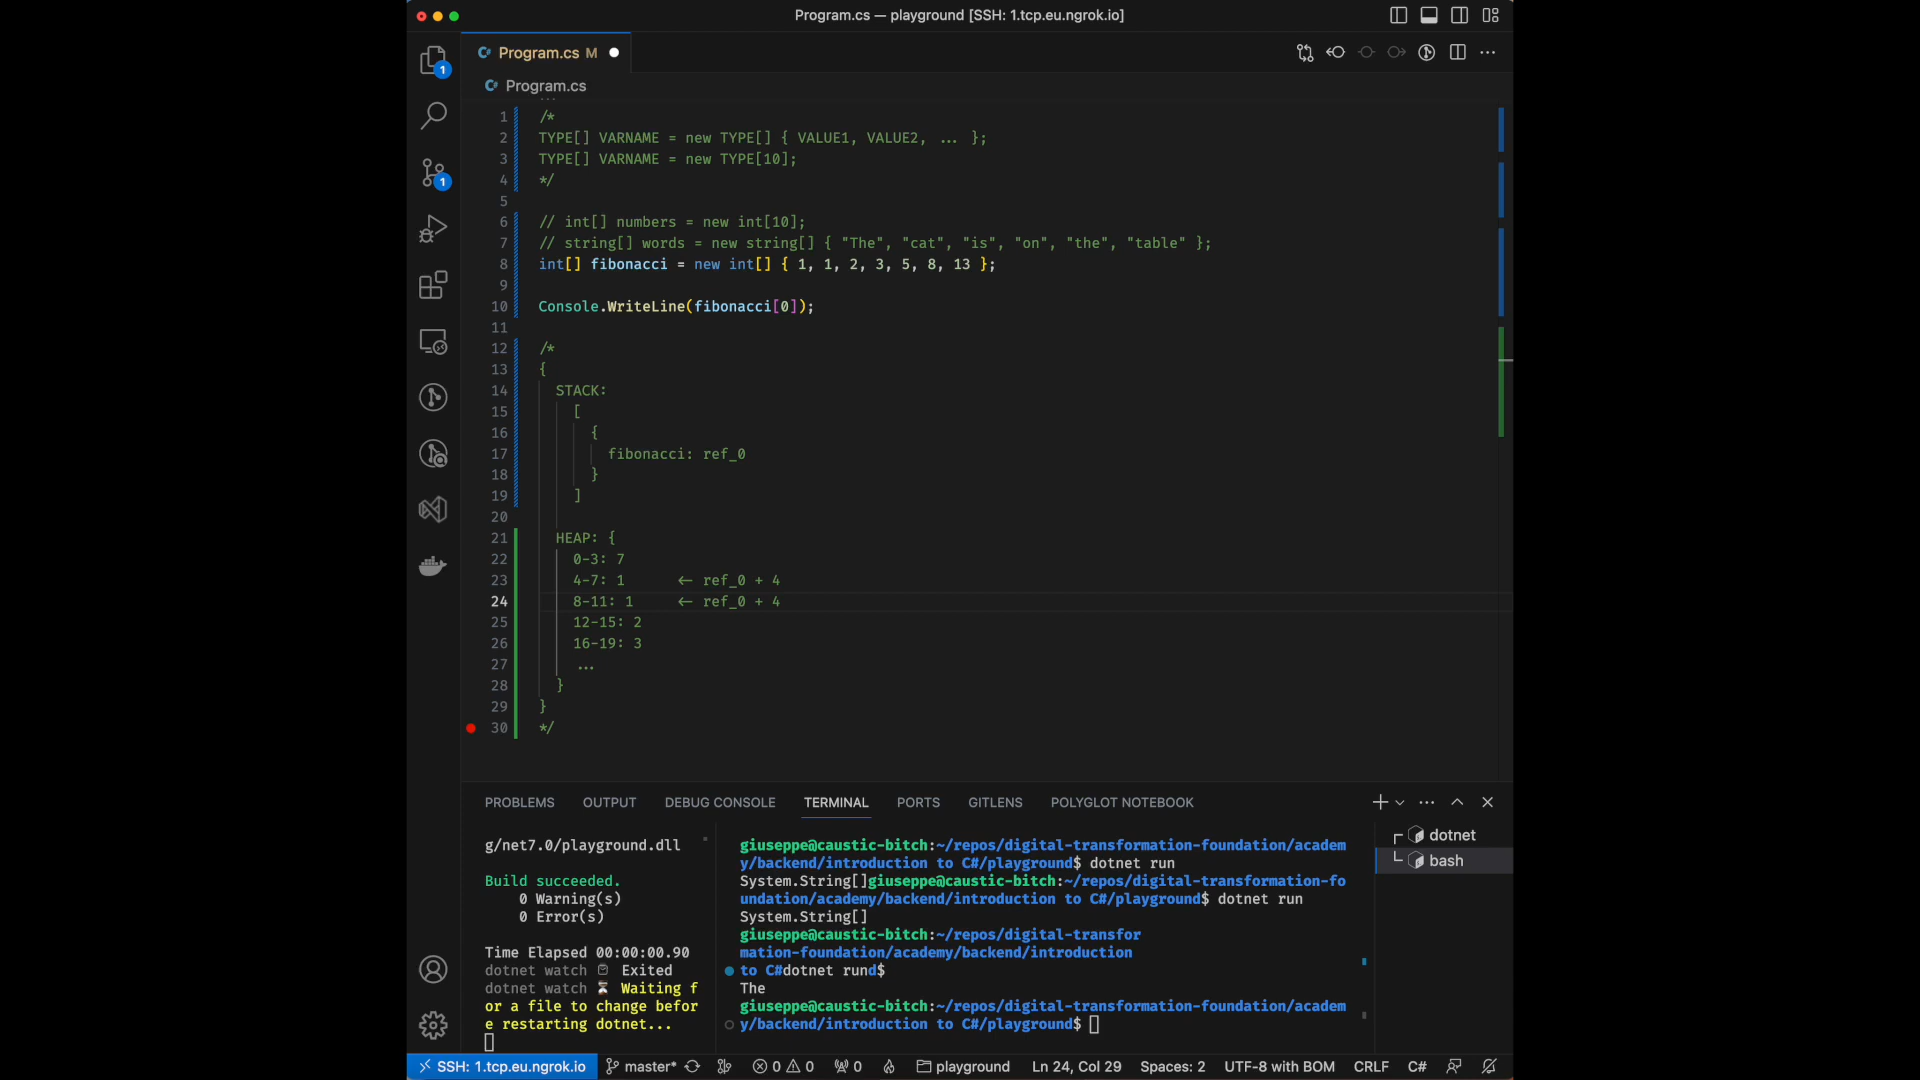 Program.cs — playground [SSH: 1.tcp.eu.ngrok.io]
Program.cs M
Program.cs
1 /*
2 TYPE[] VARNAME = new TYPE[] { VALUE1, VALUE2, ... };
3 TYPE[] VARNAME = new TYPE[10];
4 */
5
6 // int[] numbers = new int[10];
7 // string[] words = new string[] { "The", "cat", "is", "on", "the", "table" };
8 int[] fibonacci = new int[] { 1, 1, 2, 3, 5, 8, 13 };
9
10 Console.WriteLine(fibonacci[0]);
11
12 /*
13 {
14 STACK:
15 [
16 {
17 fibonacci: ref_0
18 }
19 ]
20
21 HEAP: {
22 0-3: 7
23 4-7: 1 <- ref_0 + 4
24 8-11: 1 <- ref_0 + 4
25 12-15: 2
26 16-19: 3
27 ...
28 }
29 }
30 */
1
1
PROBLEMS OUTPUT DEBUG CONSOLE TERMINAL PORTS GITLENS POLYGLOT NOTEBOOK
g/net7.0/playground.dll
Build succeeded.
0 Warning(s)
0 Error(s)
Time Elapsed 00:00:00.90
dotnet watch Exited
dotnet watch Waiting f
or a file to change befor
e restarting dotnet...
giuseppe@caustic-bitch:~/repos/digital-transformation-foundation/academ
y/backend/introduction to C#/playground$ dotnet run
System.String[]giuseppe@caustic-bitch:~/repos/digital-transformation-fo
undation/academy/backend/introduction to C#/playground$ dotnet run
System.String[]
giuseppe@caustic-bitch:~/repos/digital-transfor
mation-foundation/academy/backend/introduction
to C#dotnet rund$
The
giuseppe@caustic-bitch:~/repos/digital-transformation-foundation/academ
y/backend/introduction to C#/playground$
dotnet
bash
SSH: 1.tcp.eu.ngrok.io master* 0 0 0 playground Ln 24, Col 29 Spaces: 2 UTF-8 with BOM CRLF C#